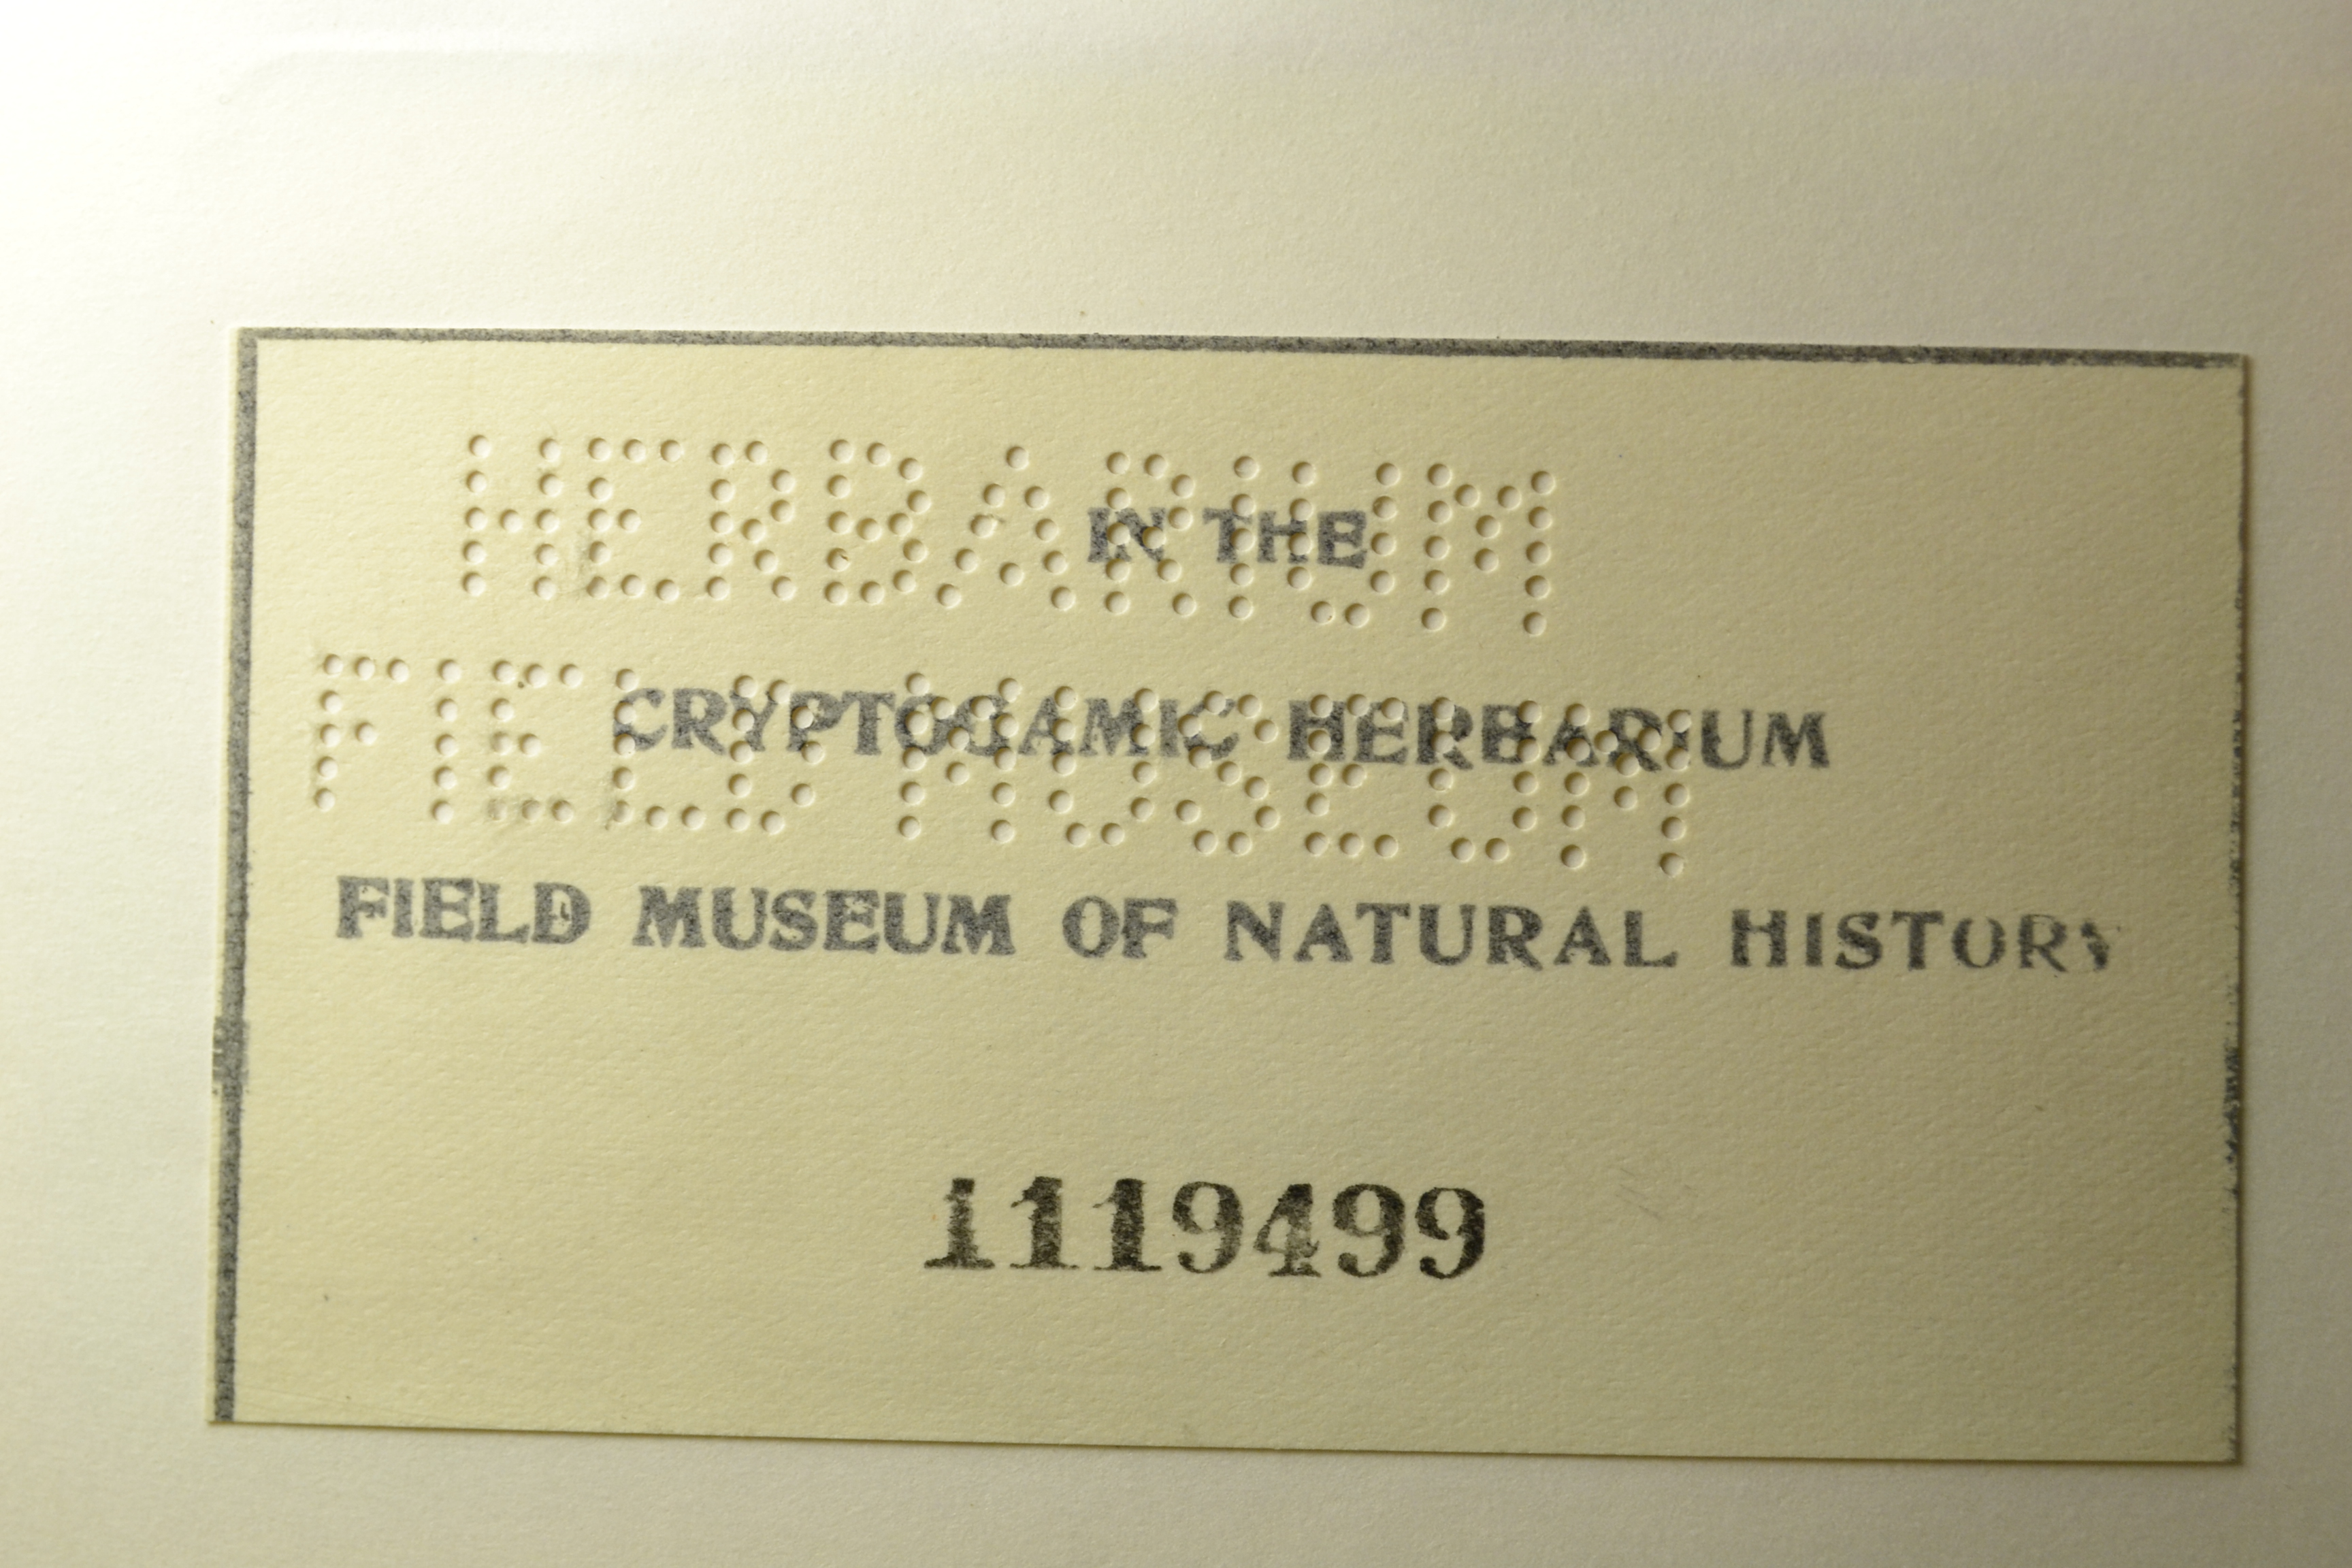 HERBARIUM
IN THE
FIELD MUSEUM
CRYPTOGAMIC HERBARIUM
FIELD MUSEUM OF NATURAL HISTORY
1119499